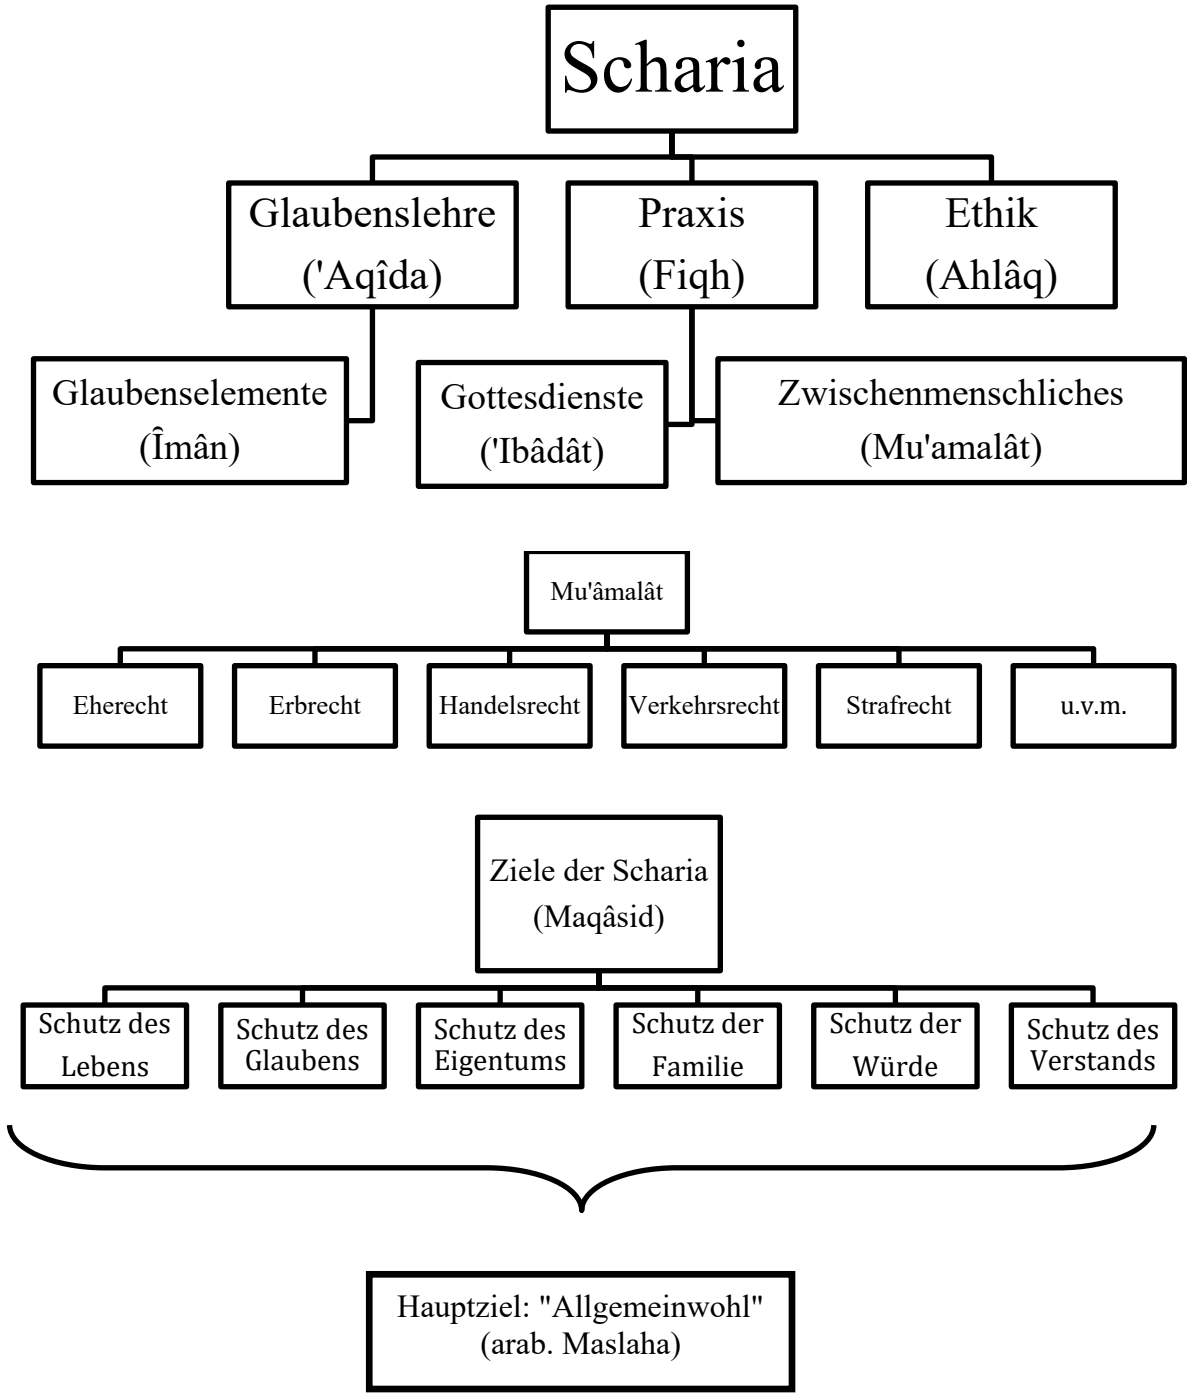 Scharia
Glaubenslehre
('Aqîda)
Praxis
(Fiqh)
Ethik
(Ahlâq)
Glaubenselemente
(Îmân)
Gottesdienste
('Ibâdât)
Zwischenmenschliches
(Mu'amalât)
Mu'âmalât
Eherecht
Erbrecht
Handelsrecht
Verkehrsrecht
Strafrecht
u.v.m.
Ziele der Scharia
(Maqâsid)
Schutz des
Lebens
Schutz des
Glaubens
Schutz des
Eigentums
Schutz der
Familie
Schutz der
Würde
Schutz des
Verstands
Hauptziel: "Allgemeinwohl"
(arab. Maslaha)